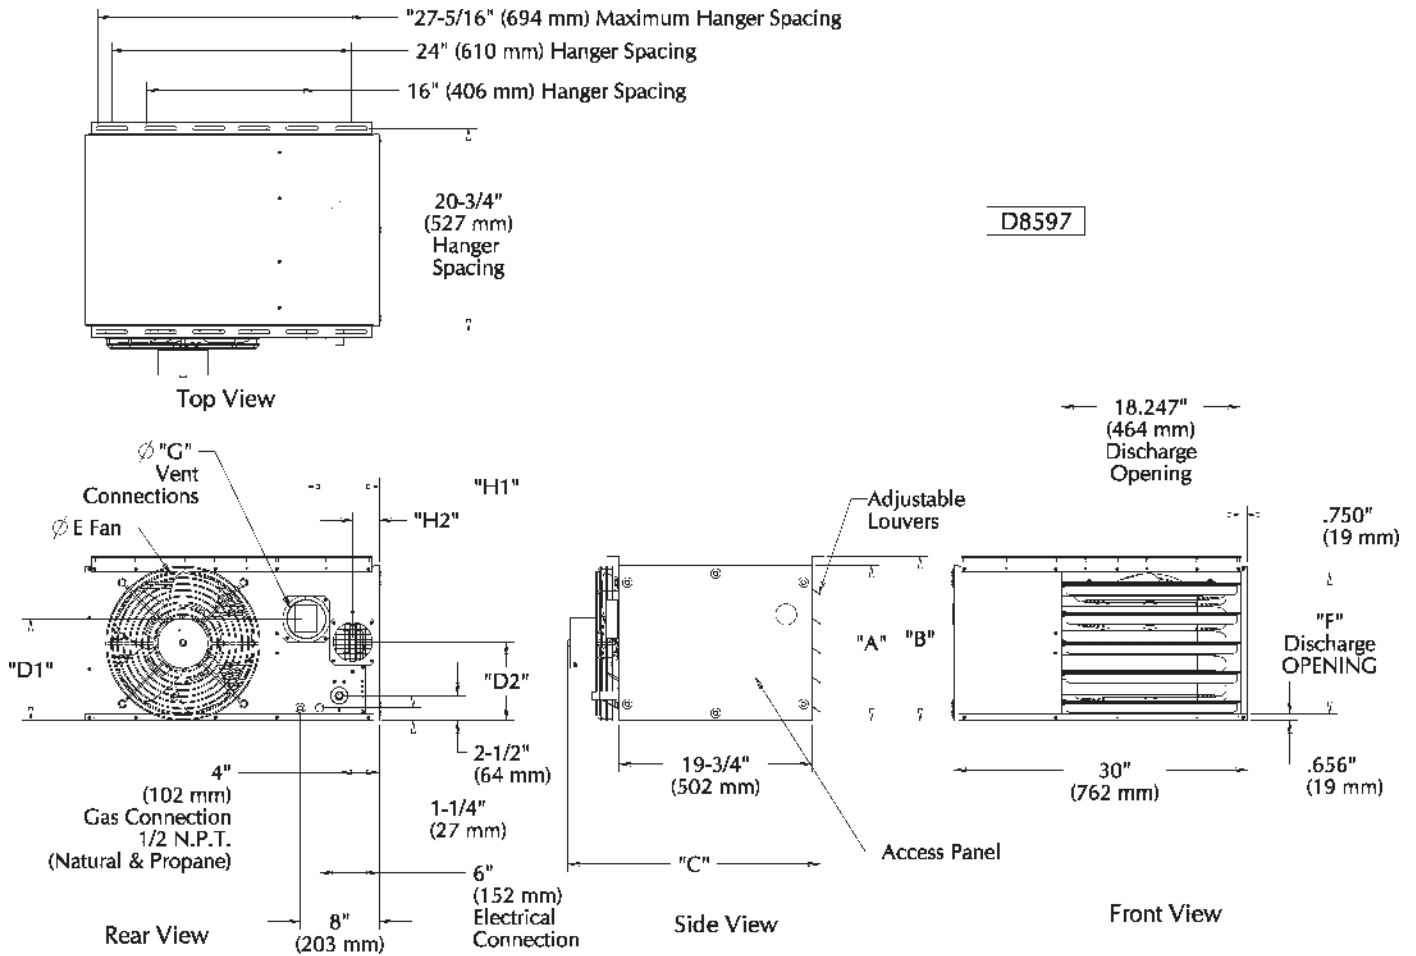 "27-5/16" (694 mm) Maximum Hanger Spacing
24" (610 mm) Hanger Spacing
16" (406 mm) Hanger Spacing
20-3/4"
(527 mm)
Hanger
Spacing
D8597
Top View
18.247"
(464 mm)
Discharge
Opening
Ø "G"
Vent
Connections
Ø E Fan
"H1"
"H2"
Adjustable
Louvers
.750"
(19 mm)
"D1"
"D2"
"A"
"B"
"F"
Discharge
OPENING
2-1/2"
(64 mm)
1-1/4"
(27 mm)
4"
(102 mm)
Gas Connection
1/2 N.P.T.
(Natural & Propane)
6"
(152 mm)
Electrical
Connection
8"
(203 mm)
Rear View
19-3/4"
(502 mm)
"C"
Access Panel
Side View
30"
(762 mm)
.656"
(19 mm)
Front View